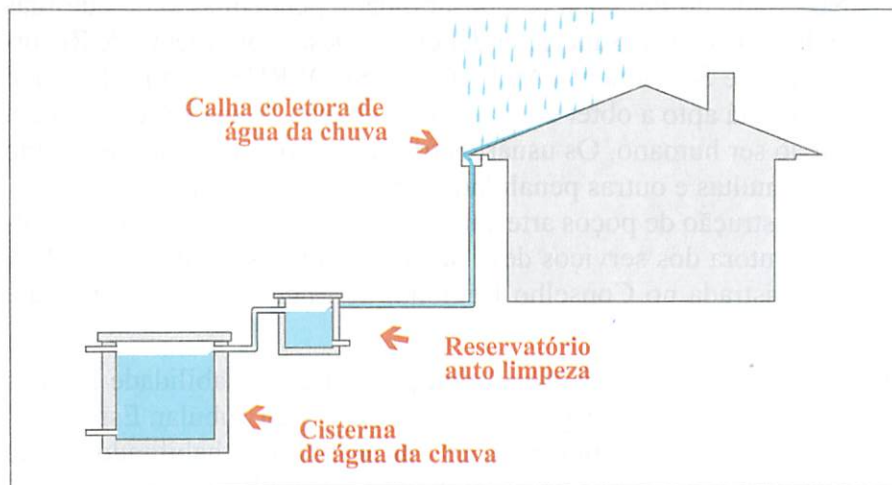 Calha coletora de
água da chuva
Reservatório
auto limpeza
Cisterna
de água da chuva